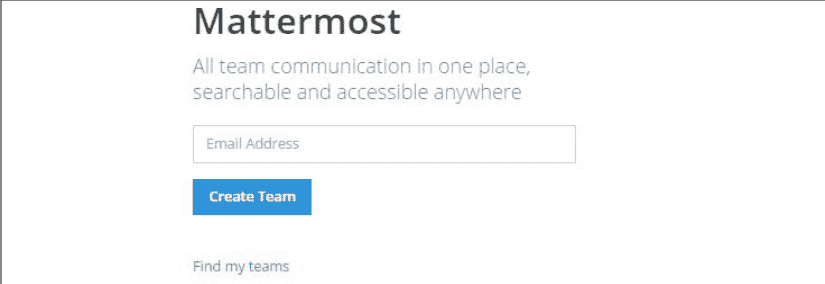 Mattermost
All team communication in one place,
searchable and accessible anywhere
Email Address
Create Team
Find my teams